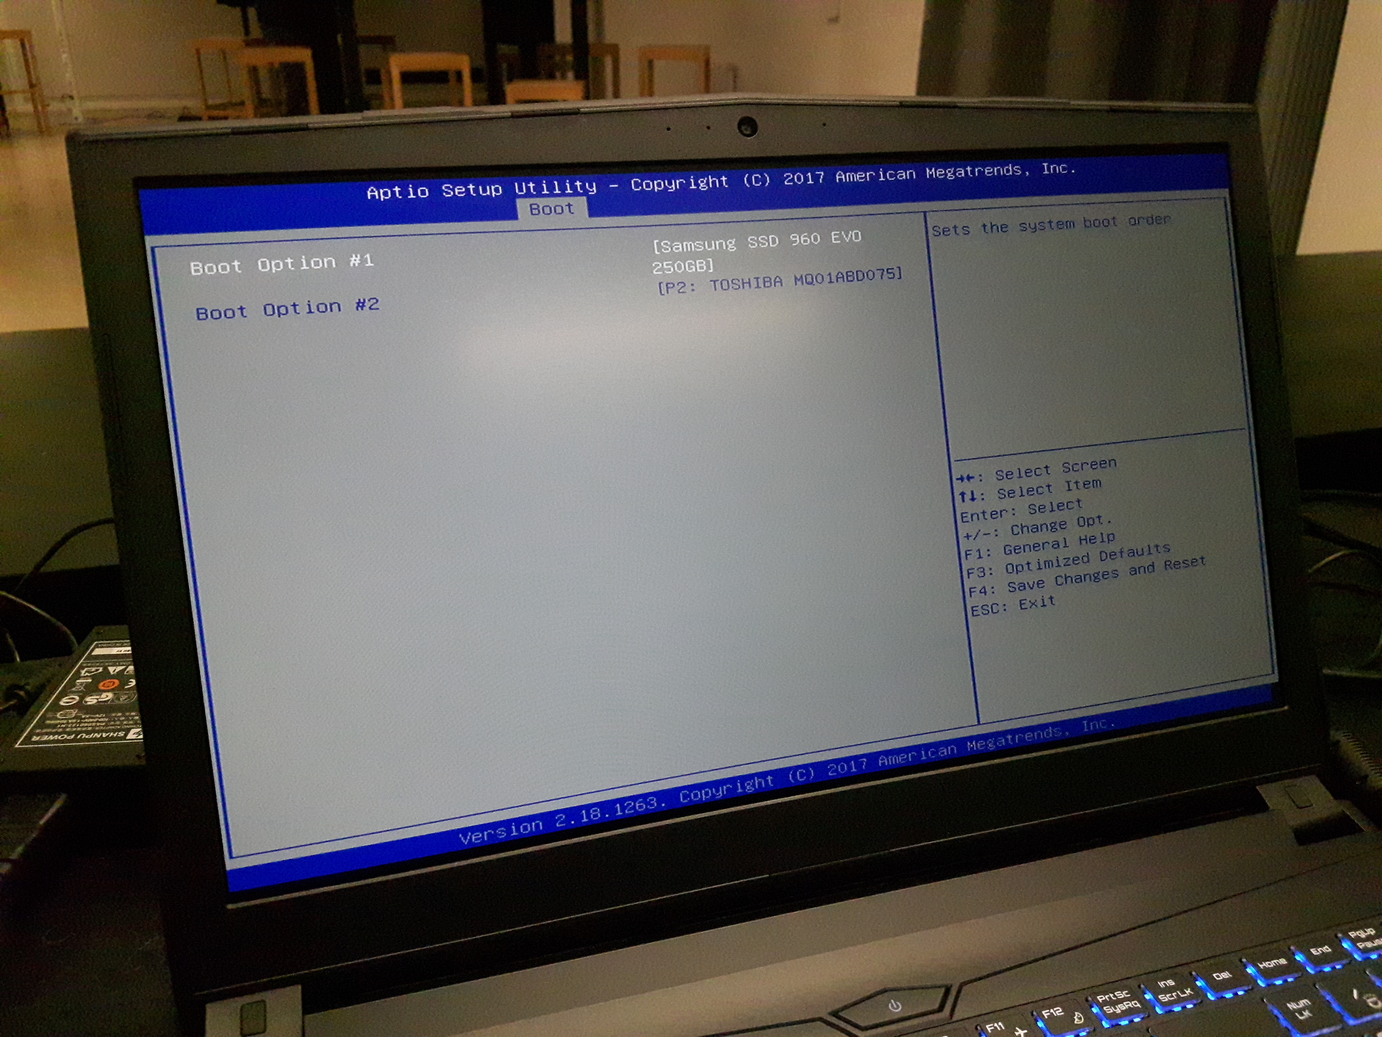 Aptio Setup Utility – Copyright (C) 2017 American Megatrends, Inc.
Boot
Boot Option #1
[Samsung SSD 960 EVO
250GB]
Boot Option #2
[P2: TOSHIBA MQ01ABD075]
Sets the system boot order
→←: Select Screen
↑↓: Select Item
Enter: Select
+/-: Change Opt.
F1: General Help
F3: Optimized Defaults
F4: Save Changes and Reset
ESC: Exit
Version 2.18.1263. Copyright (C) 2017 American Megatrends, Inc.
SHANPU POWER
F11
F12
PrtSc
SysRq
Ins
ScrLK
Del
Home
End
PgUp
Num
LK